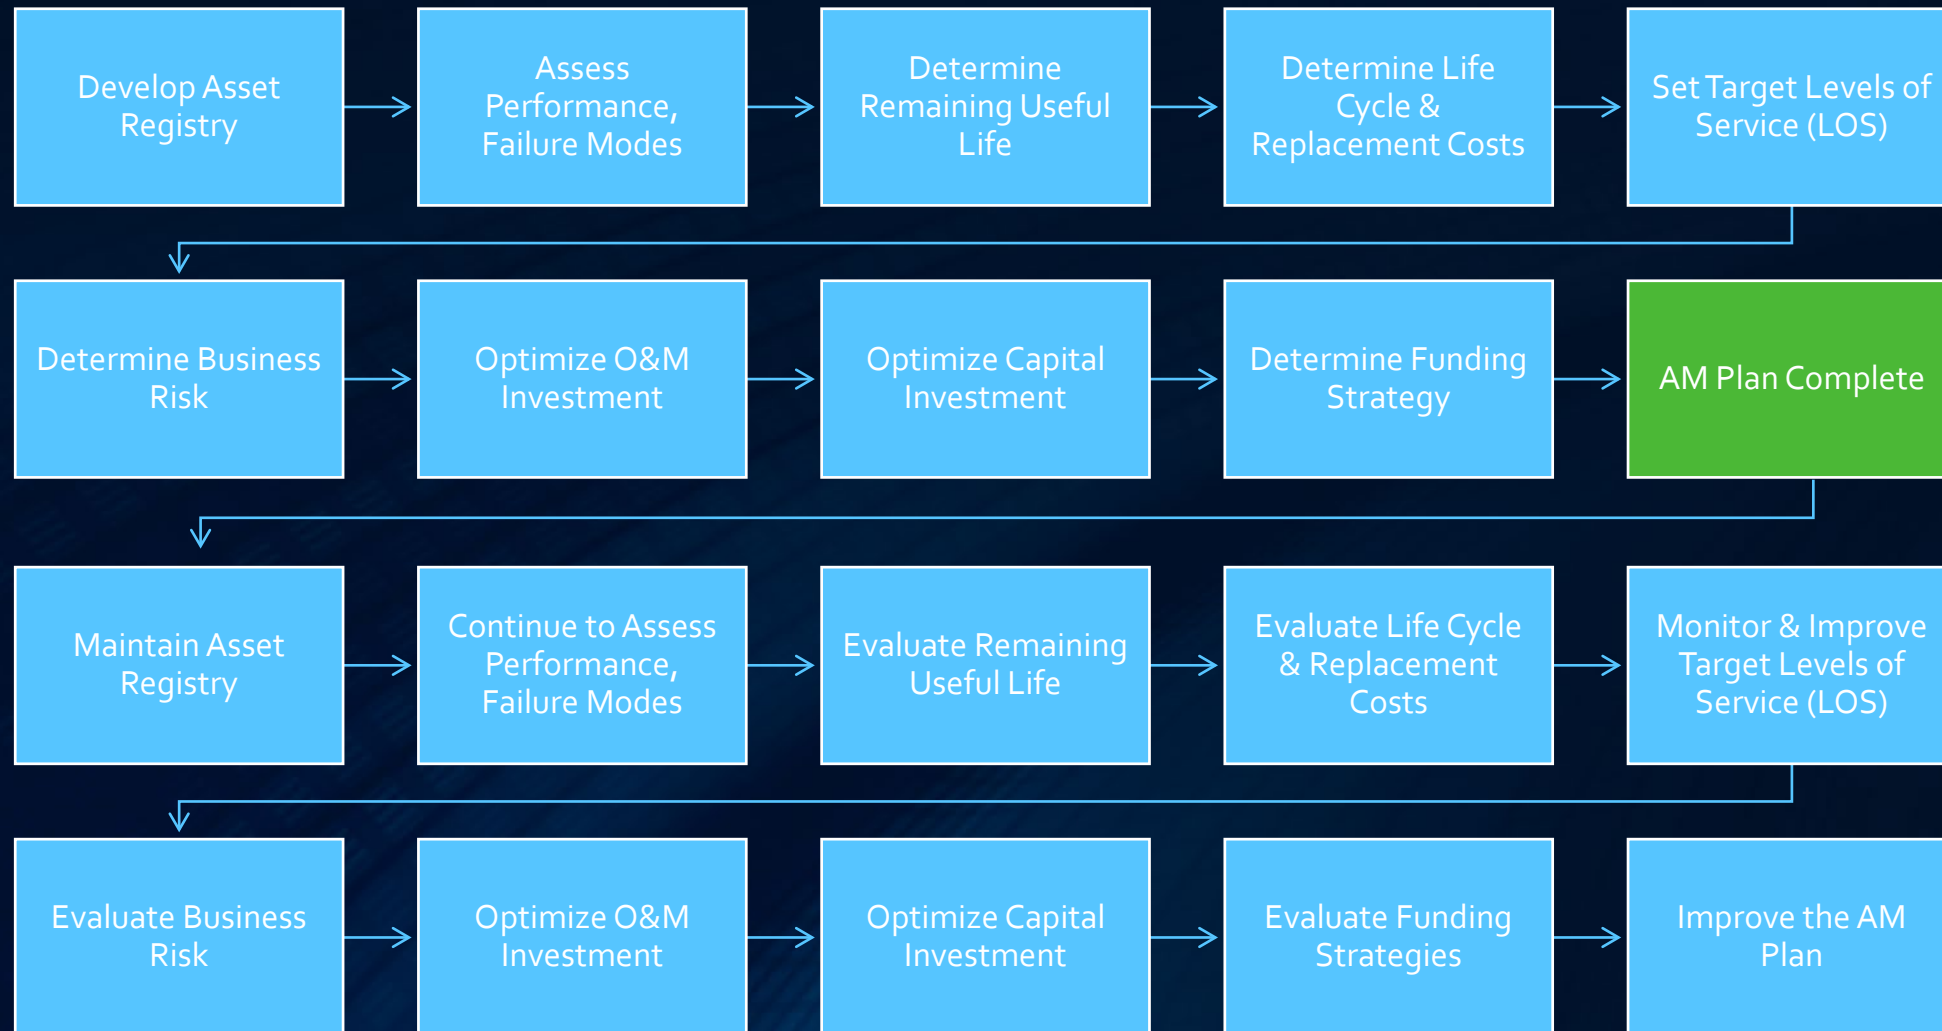 Develop Asset
Registry
Assess
Performance,
Failure Modes
Determine
Remaining Useful
Life
Determine Life
Cycle &
Replacement Costs
Set Target Levels of
Service (LOS)
Determine Business
Risk
Optimize O&M
Investment
Optimize Capital
Investment
Determine Funding
Strategy
AM Plan Complete
Maintain Asset
Registry
Continue to Assess
Performance,
Failure Modes
Evaluate Remaining
Useful Life
Evaluate Life Cycle
& Replacement
Costs
Monitor & Improve
Target Levels of
Service (LOS)
Evaluate Business
Risk
Optimize O&M
Investment
Optimize Capital
Investment
Evaluate Funding
Strategies
Improve the AM
Plan